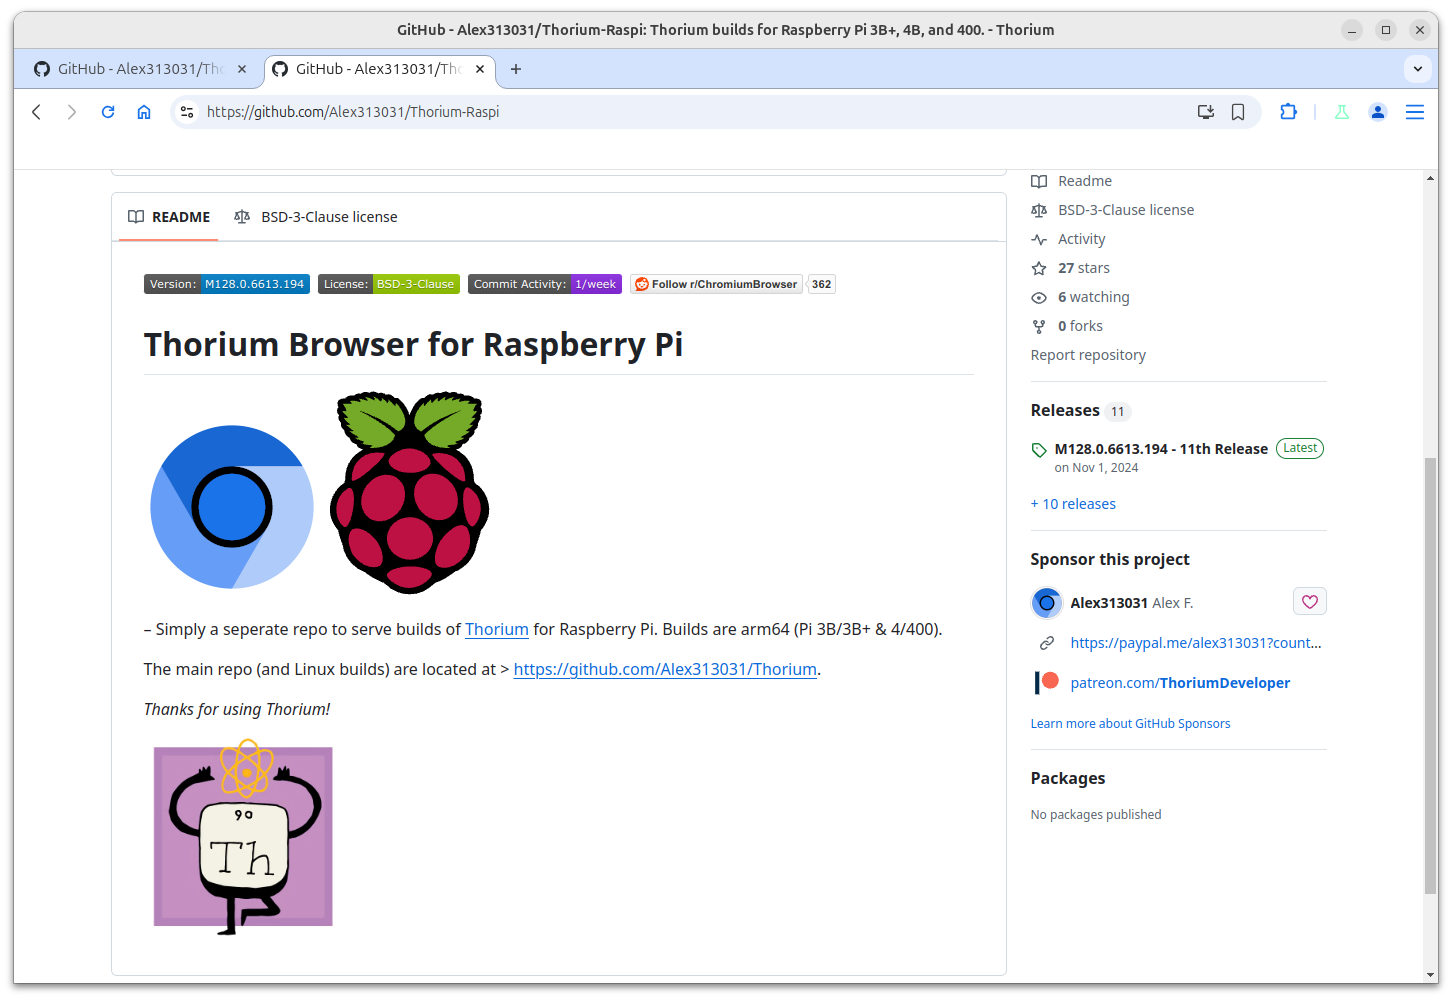 GitHub - Alex313031/Thorium-Raspi: Thorium builds for Raspberry Pi 3B+, 4B, and 400. - Thorium
GitHub - Alex313031/Tho
GitHub - Alex313031/Th
https://github.com/Alex313031/Thorium-Raspi
README
BSD-3-Clause license
Version: M128.0.6613.194
License: BSD-3-Clause
Commit Activity: 1/week
Follow r/ChromiumBrowser 362
Thorium Browser for Raspberry Pi
– Simply a seperate repo to serve builds of Thorium for Raspberry Pi. Builds are arm64 (Pi 3B/3B+ & 4/400).
The main repo (and Linux builds) are located at > https://github.com/Alex313031/Thorium.
Thanks for using Thorium!
90
Th
Readme
BSD-3-Clause license
Activity
27 stars
6 watching
0 forks
Report repository
Releases 11
M128.0.6613.194 - 11th Release Latest
on Nov 1, 2024
+ 10 releases
Sponsor this project
Alex313031 Alex F.
https://paypal.me/alex313031?count...
patreon.com/ThoriumDeveloper
Learn more about GitHub Sponsors
Packages
No packages published